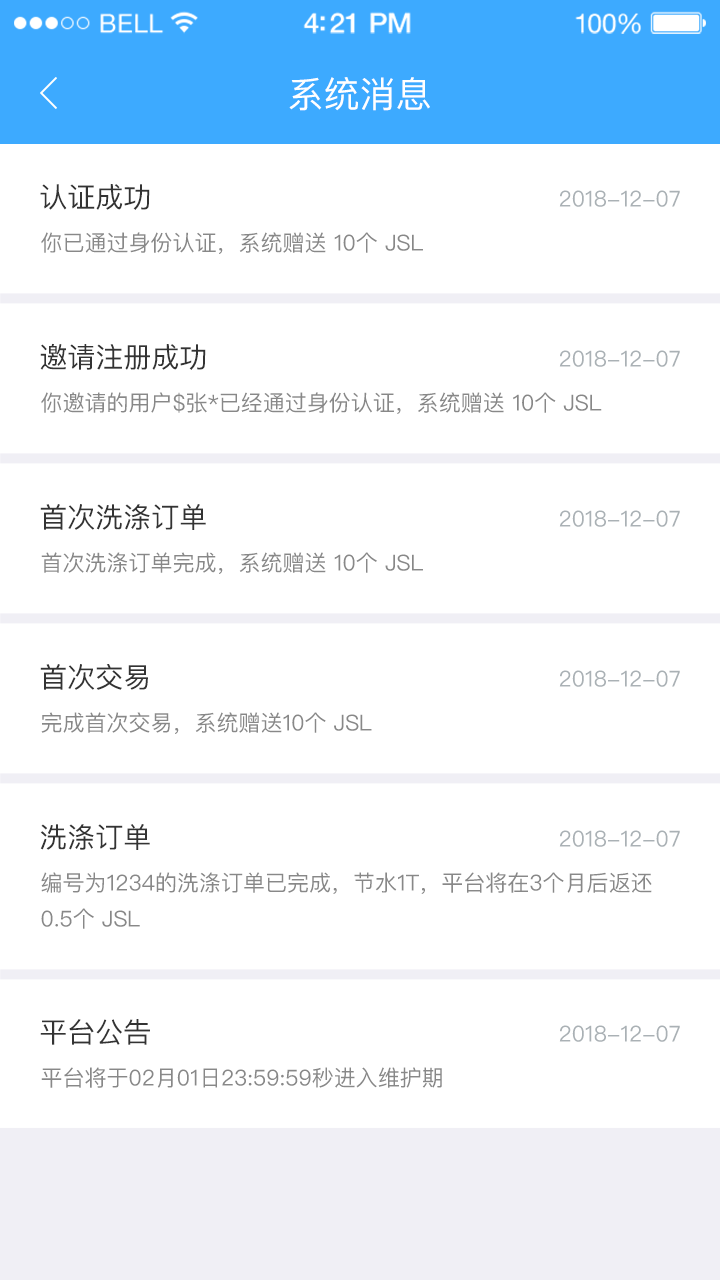 BELL 4:21 PM 100%
系统消息
认证成功 2018-12-07
你已通过身份认证，系统赠送 10个 JSL
邀请注册成功 2018-12-07
你邀请的用户$张*已经通过身份认证，系统赠送 10个 JSL
首次洗涤订单 2018-12-07
首次洗涤订单完成，系统赠送 10个 JSL
首次交易 2018-12-07
完成首次交易，系统赠送10个 JSL
洗涤订单 2018-12-07
编号为1234的洗涤订单已完成，节水1T，平台将在3个月后返还
0.5个 JSL
平台公告 2018-12-07
平台将于02月01日23:59:59秒进入维护期